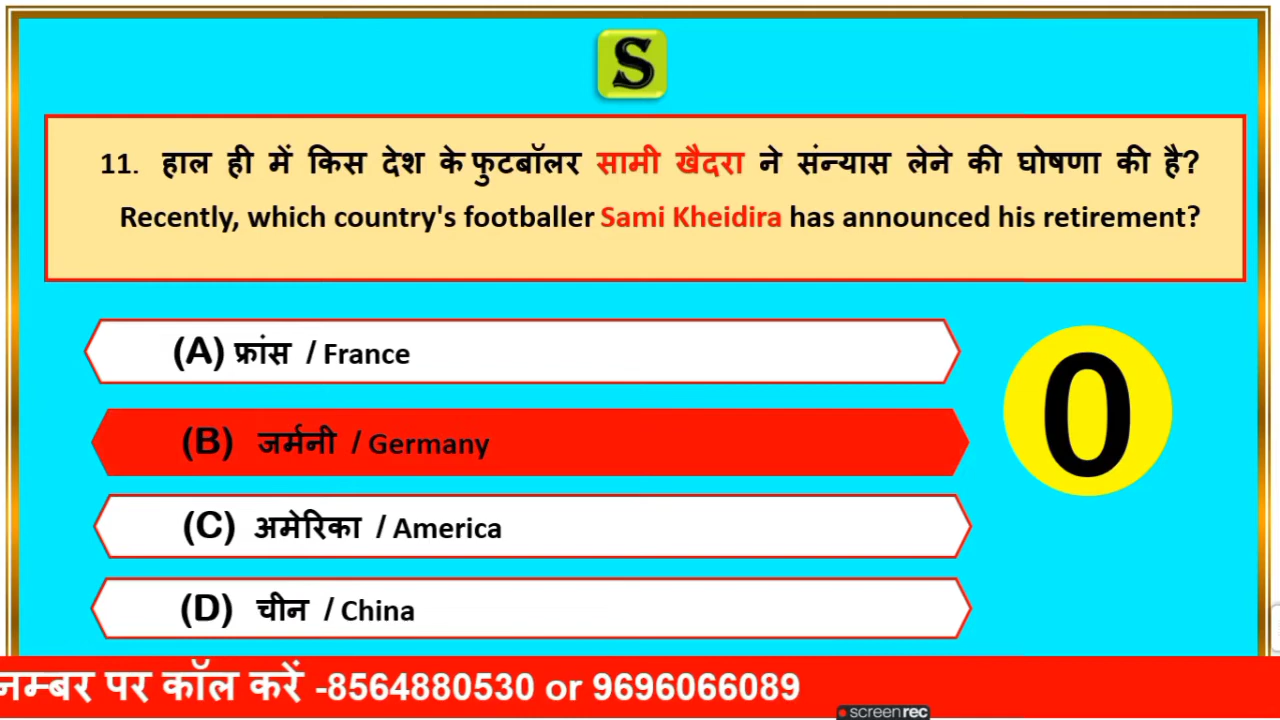 S
11. हाल ही में किस देश के फुटबॉलर सामी खैदरा ने संन्यास लेने की घोषणा की है?
Recently, which country's footballer Sami Kheidira has announced his retirement?
(A) फ्रांस / France
(B) जर्मनी / Germany
0
(C) अमेरिका / America
(D) चीन / China
नम्बर पर कॉल करें -8564880530 or 9696066089
screenrec